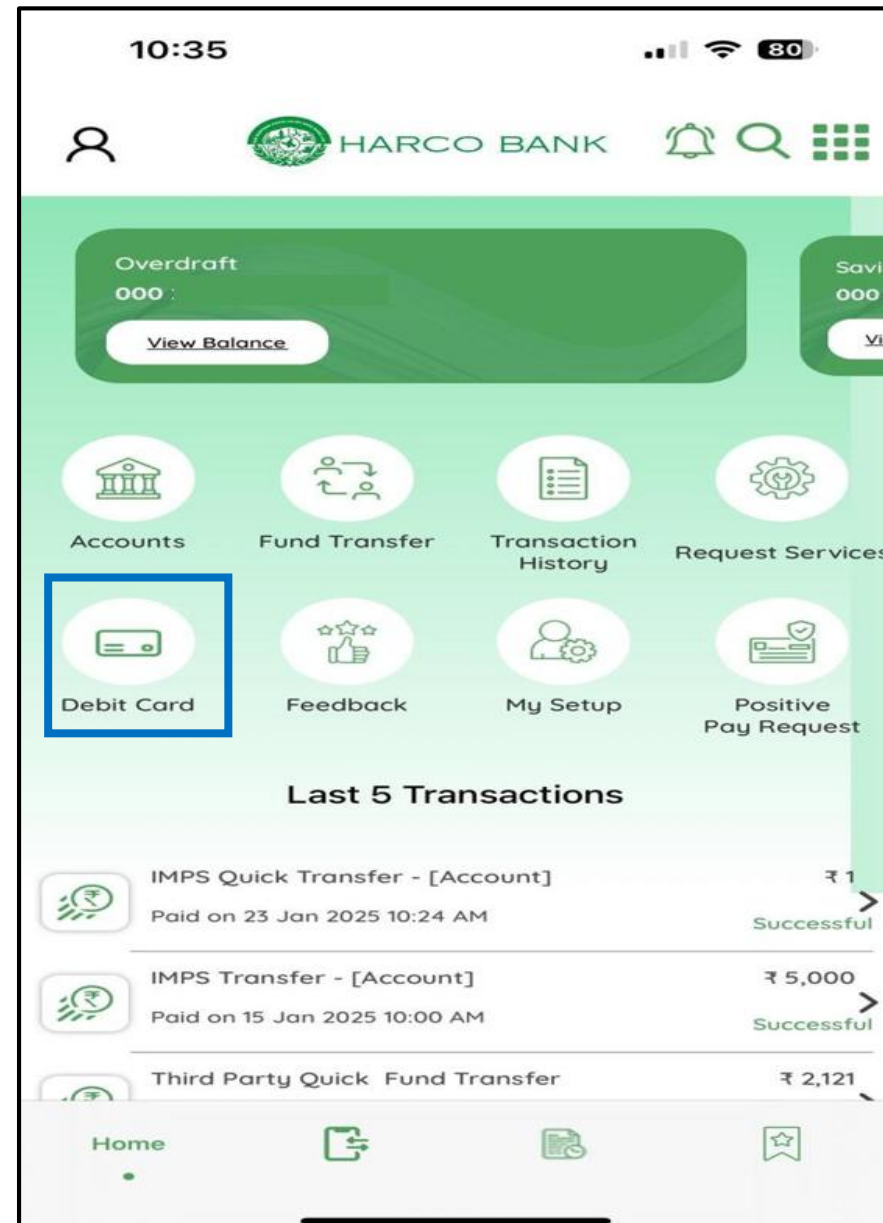 10:35
80
HARCO BANK
Overdraft
000
View Balance
Savi
000
Vi
Accounts
Fund Transfer
Transaction
History
Request Services
Debit Card
Feedback
My Setup
Positive
Pay Request
Last 5 Transactions
IMPS Quick Transfer - [Account]
₹ 1
Paid on 23 Jan 2025 10:24 AM
Successful
IMPS Transfer - [Account]
₹ 5,000
Paid on 15 Jan 2025 10:00 AM
Successful
Third Party Quick Fund Transfer
₹ 2,121
Home